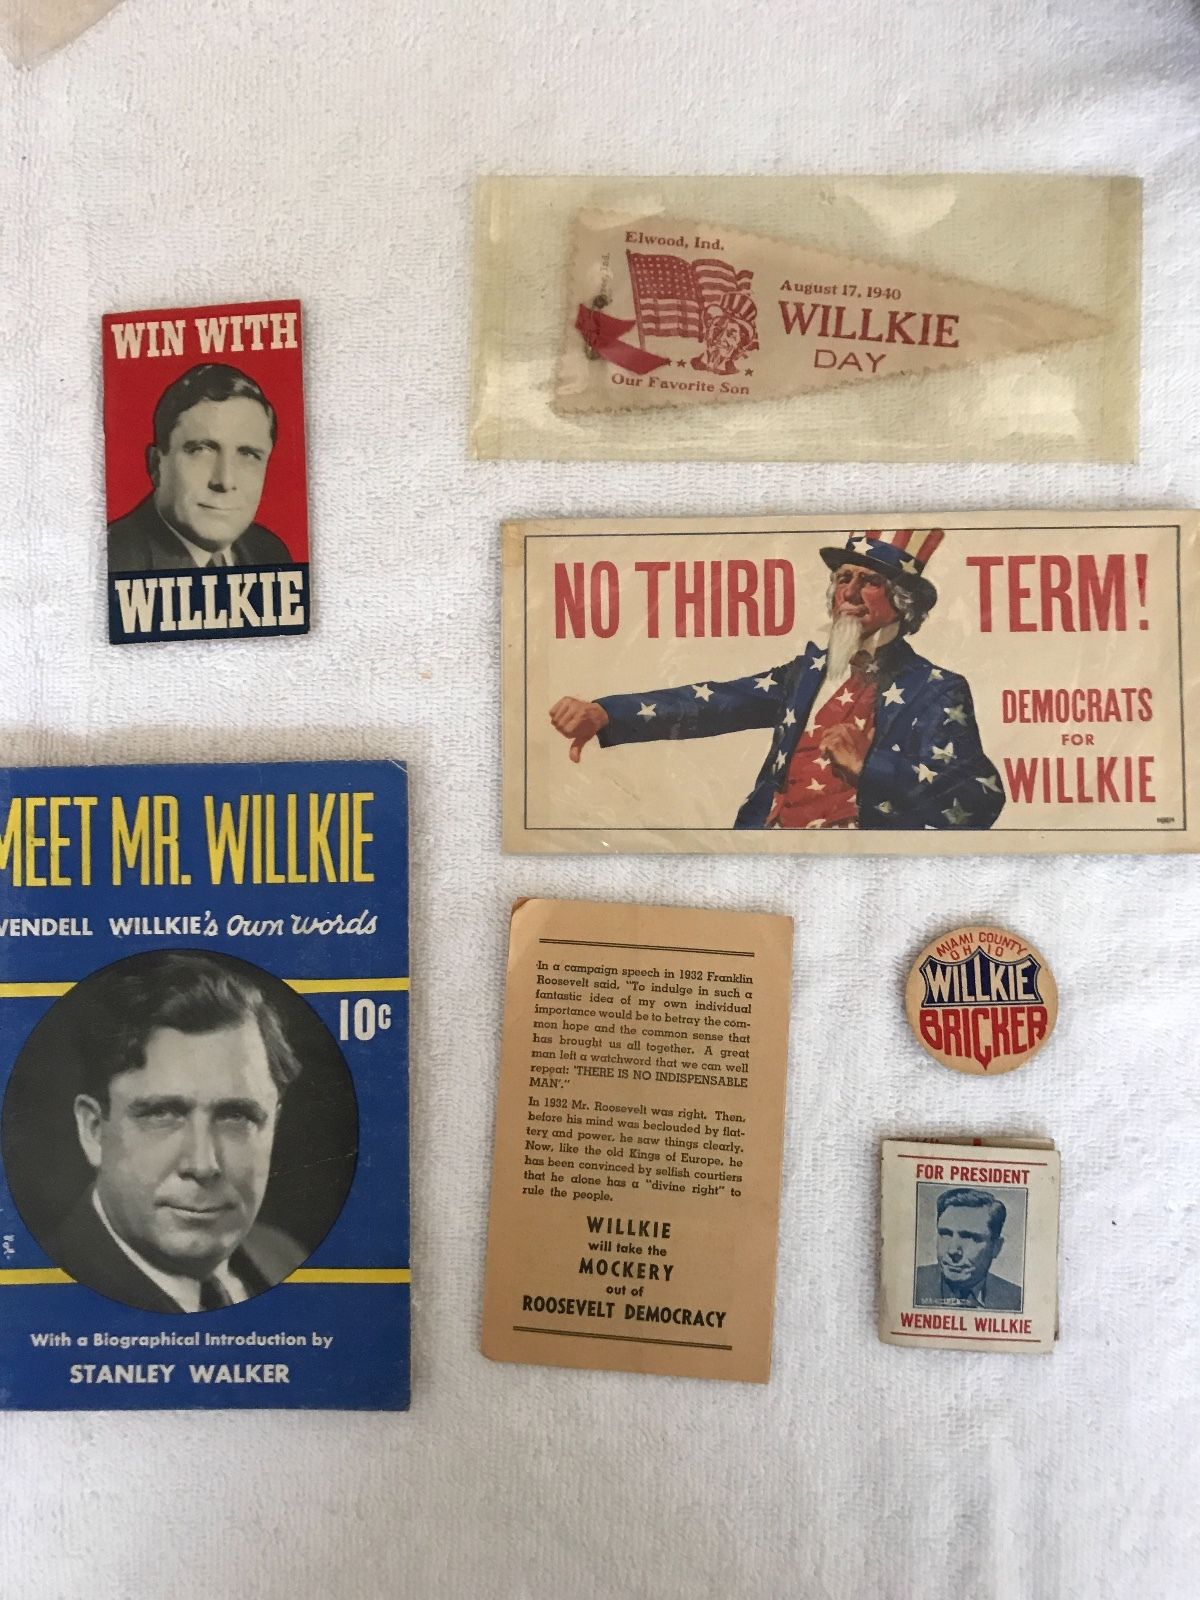 WIN WITH
WILLKIE
Elwood, Ind.
August 17, 1940
WILLKIE
DAY
Our Favorite Son
NO THIRD TERM!
DEMOCRATS
FOR
WILLKIE
MEET MR. WILLKIE
WENDELL WILLKIE's Own Words
10c
With a Biographical Introduction by
STANLEY WALKER
In a campaign speech in 1932 Franklin
Roosevelt said, "To indulge in such a
fantastic idea of my own individual
importance would be to betray the com-
mon hope and the common sense that
has brought us all together. A great
man left a watchword that we can well
repeat: 'THERE IS NO INDISPENSABLE
MAN'."
In 1932 Mr. Roosevelt was right. Then,
before his mind was beclouded by flat-
tery and power, he saw things clearly.
Now, like the old Kings of Europe, he
has been convinced by selfish courtiers
that he alone has a "divine right" to
rule the people.
WILLKIE
will take the
MOCKERY
out of
ROOSEVELT DEMOCRACY
MIAMI COUNTY
OHIO
WILLKIE
BRICKER
FOR PRESIDENT
WENDELL WILLKIE